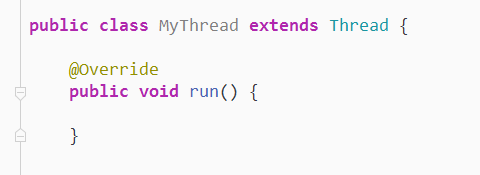 public class MyThread extends Thread {
@Override
public void run() {
}